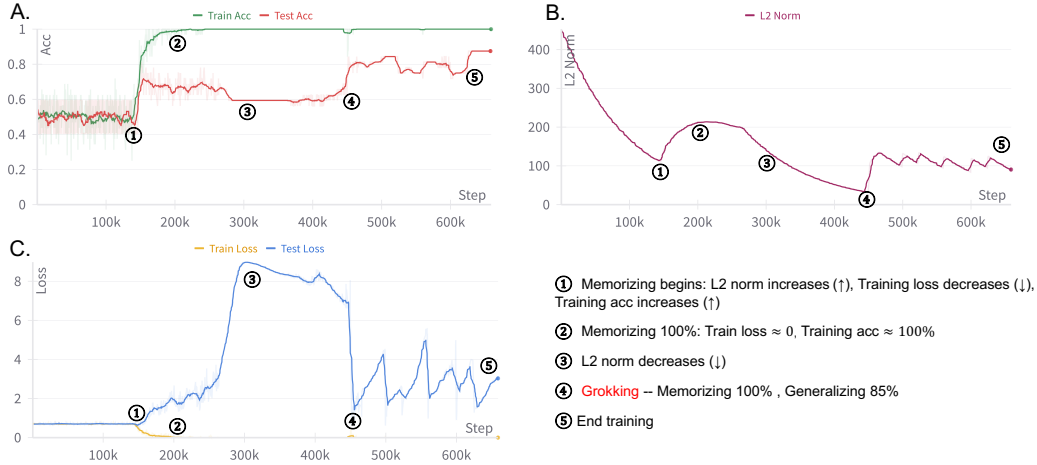 A.
Train Acc Test Acc
Acc
1
0.8
0.6
0.4
0.2
0
① ② ③ ④ ⑤
Step
100k 200k 300k 400k 500k 600k
B.
L2 Norm
L2 Norm
400
300
200
100
0
① ② ③ ④ ⑤
Step
100k 200k 300k 400k 500k 600k
C.
Train Loss Test Loss
Loss
8
6
4
2
0
① ② ③ ④ ⑤
Step
100k 200k 300k 400k 500k 600k
① Memorizing begins: L2 norm increases (↑), Training loss decreases (↓),
Training acc increases (↑)
② Memorizing 100%: Train loss ≈ 0, Training acc ≈ 100%
③ L2 norm decreases (↓)
④ Grokking -- Memorizing 100% , Generalizing 85%
⑤ End training